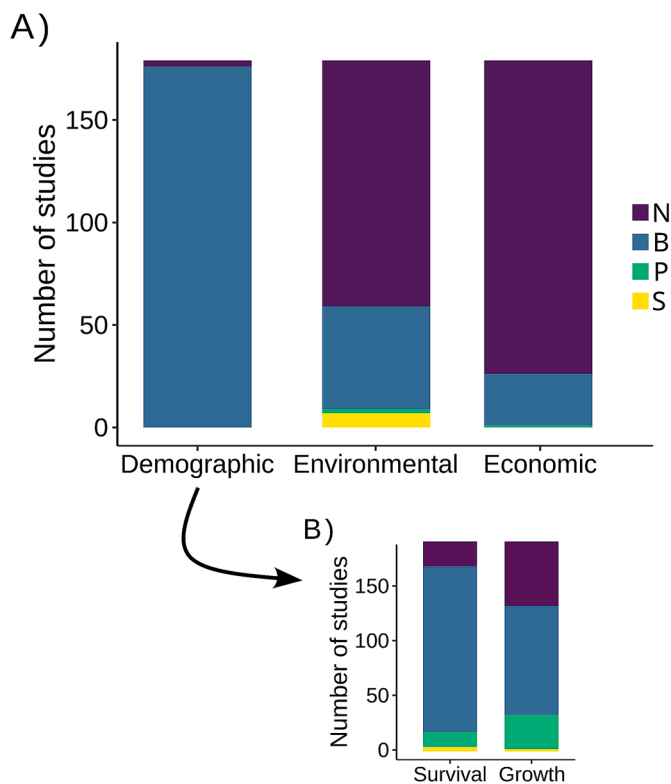 A)
Number of studies
150
100
50
0
Demographic Environmental Economic
N
B
P
S
B)
Number of studies
150
100
50
0
Survival Growth